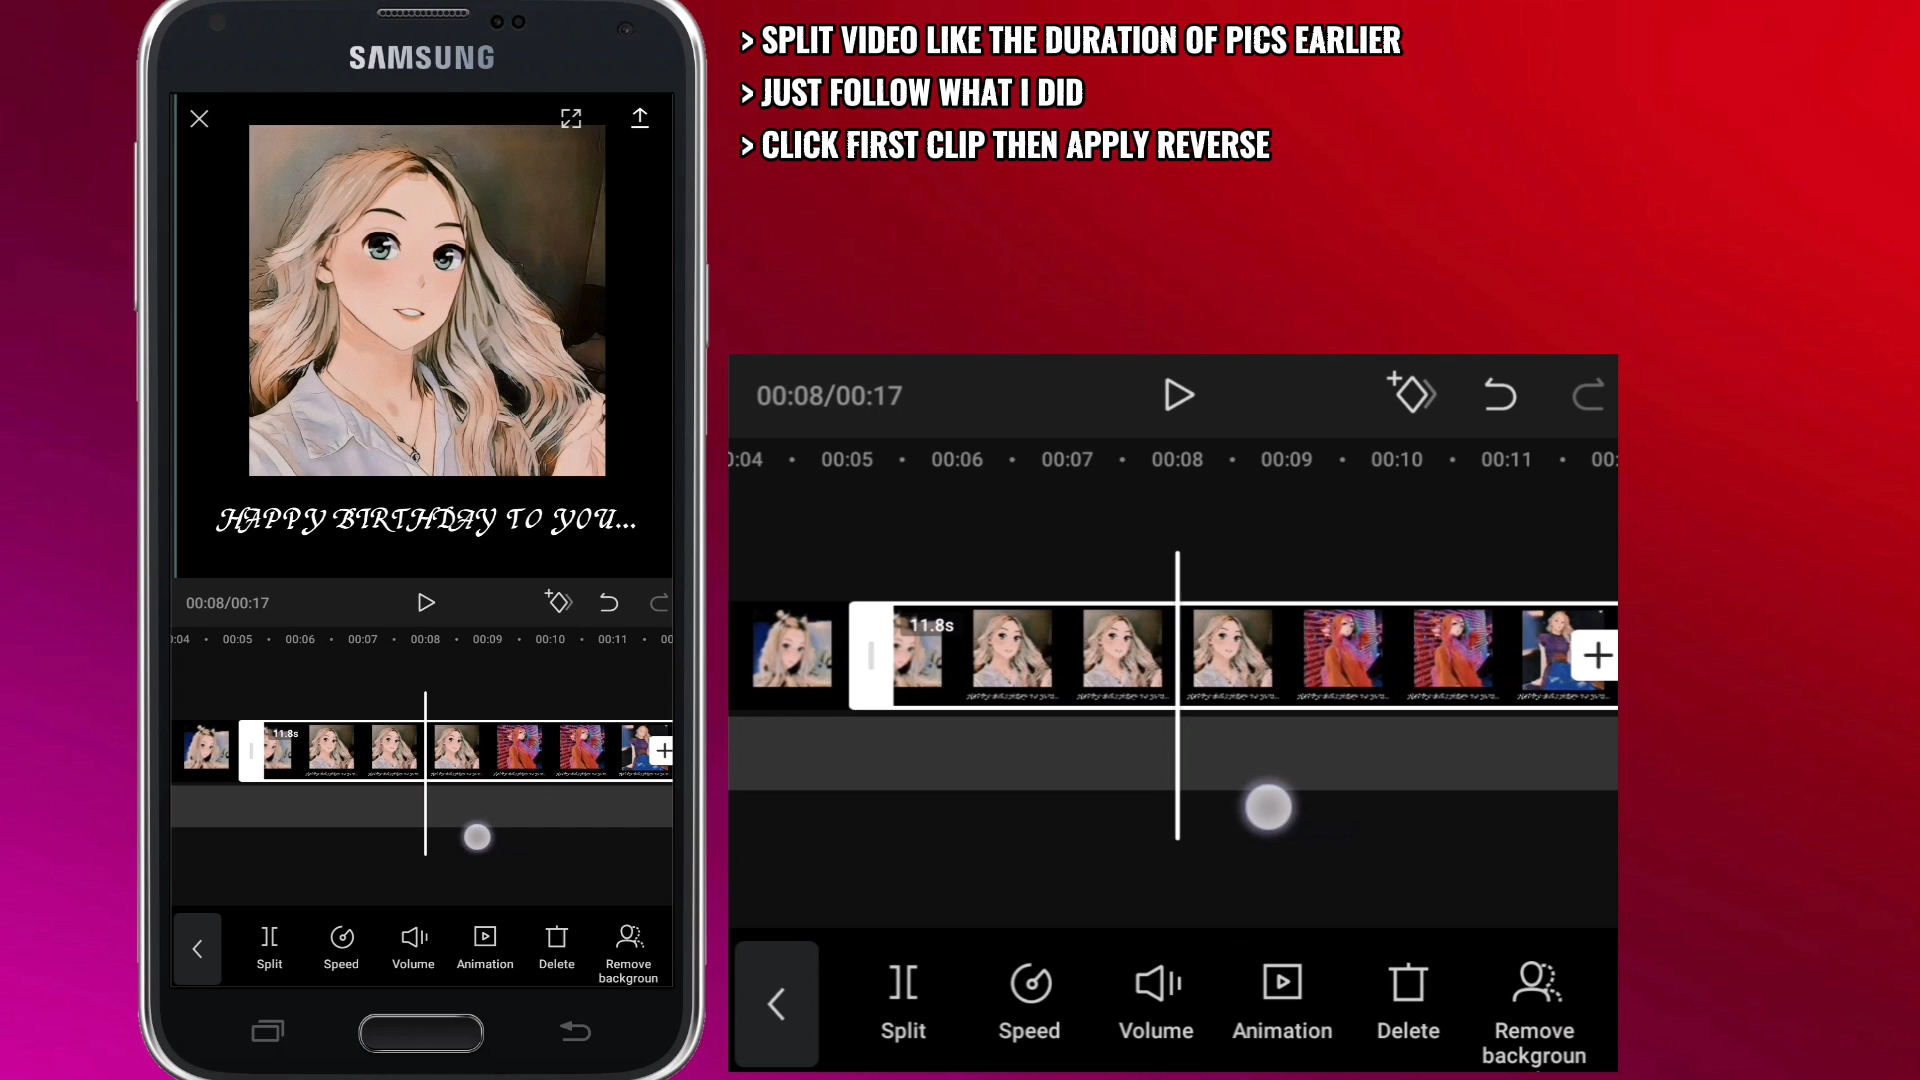 > SPLIT VIDEO LIKE THE DURATION OF PICS EARLIER
> JUST FOLLOW WHAT I DID
> CLICK FIRST CLIP THEN APPLY REVERSE
SAMSUNG
HAPPY BIRTHDAY TO YOU...
00:08/00:17
):04 00:05 00:06 00:07 00:08 00:09 00:10 00:11 00
11.8s
Split Speed Volume Animation Delete Remove
backgroun
00:08/00:17
):04 00:05 00:06 00:07 00:08 00:09 00:10 00:11 00:
11.8s
Split Speed Volume Animation Delete Remove
backgroun